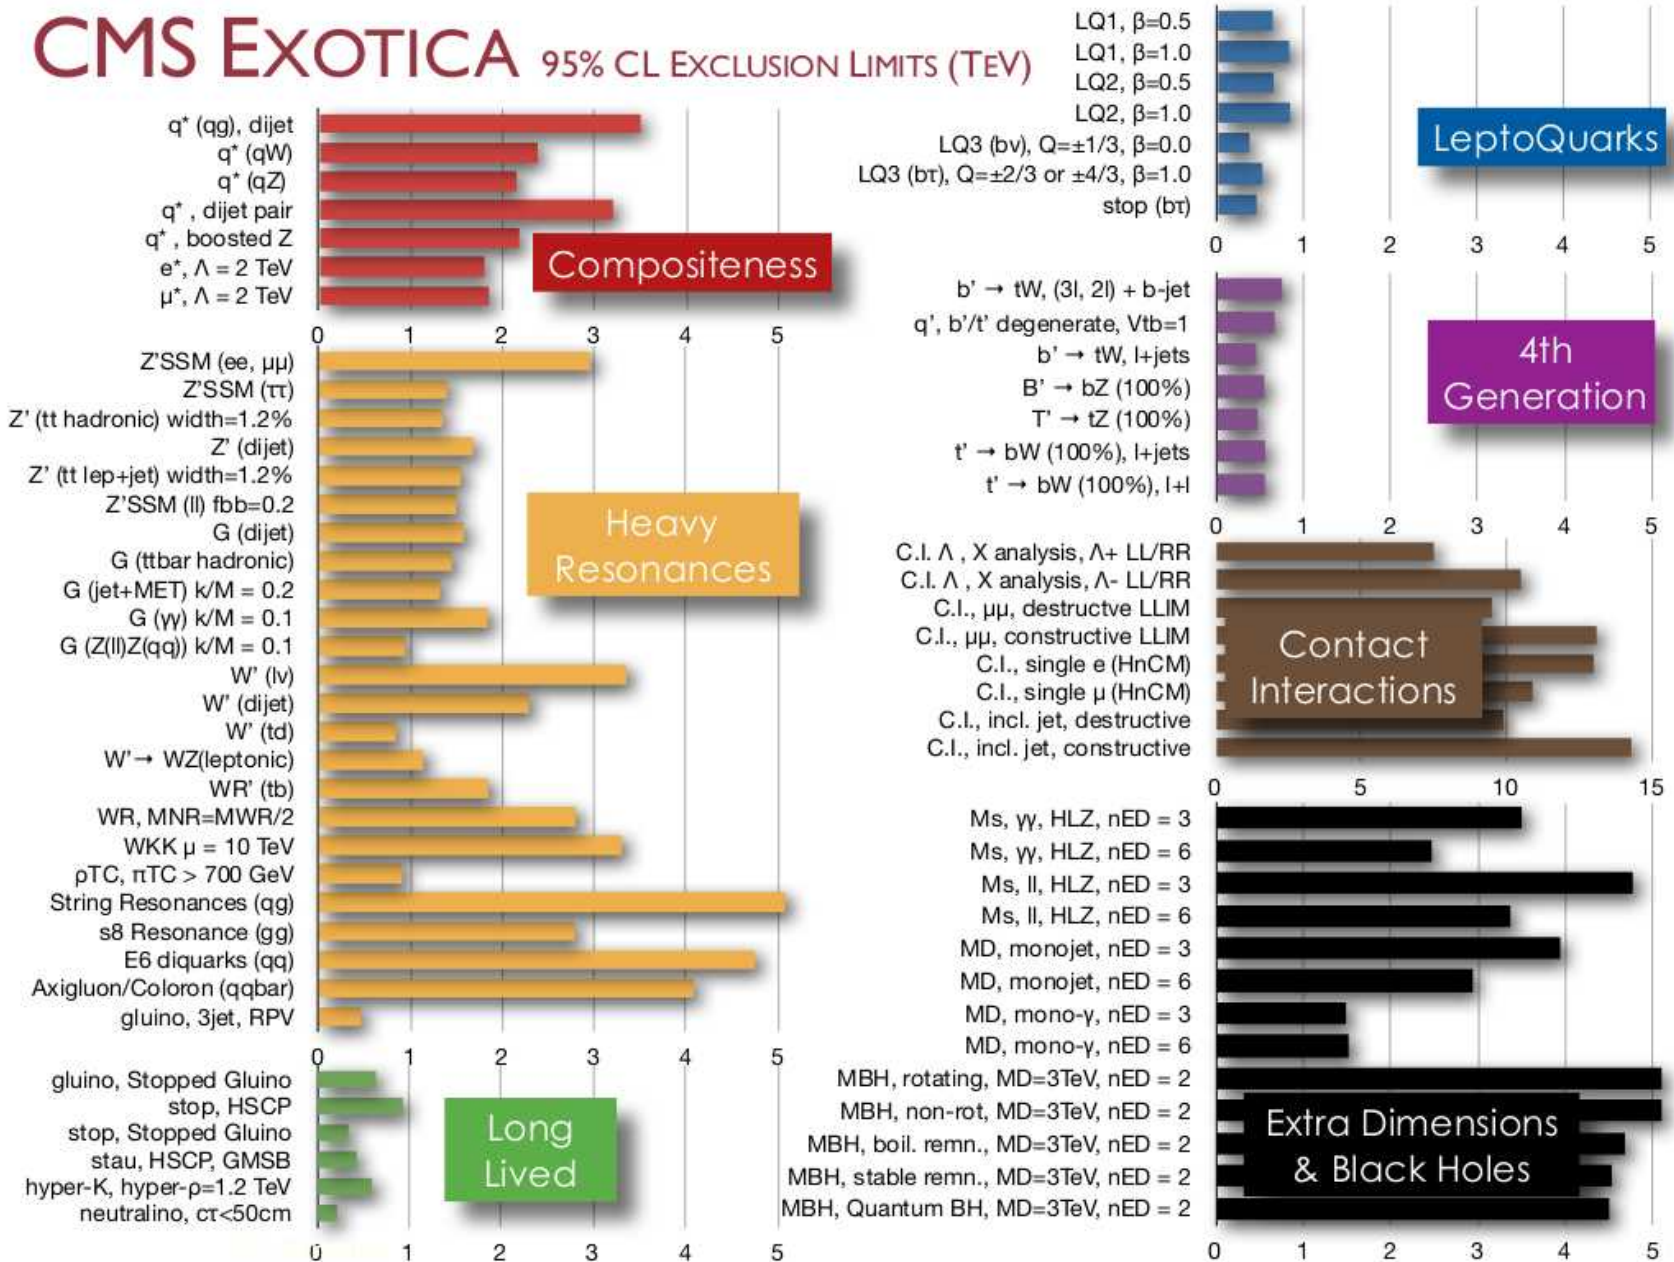 CMS EXOTICA 95% CL EXCLUSION LIMITS (TEV)
q* (qg), dijet
q* (qW)
q* (qZ)
q* , dijet pair
q* , boosted Z
e*, Λ = 2 TeV
μ*, Λ = 2 TeV
Compositeness
0 1 2 3 4 5
Z'SSM (ee, μμ)
Z'SSM (ττ)
Z' (tt hadronic) width=1.2%
Z' (dijet)
Z' (tt lep+jet) width=1.2%
Z'SSM (ll) fbb=0.2
G (dijet)
G (ttbar hadronic)
G (jet+MET) k/M = 0.2
G (γγ) k/M = 0.1
G (Z(ll)Z(qq)) k/M = 0.1
W' (lν)
W' (dijet)
W' (td)
W'→ WZ(leptonic)
WR' (tb)
WR, MNR=MWR/2
WKK μ = 10 TeV
ρTC, πTC > 700 GeV
String Resonances (qg)
s8 Resonance (gg)
E6 diquarks (qq)
Axigluon/Coloron (qqbar)
gluino, 3jet, RPV
Heavy
Resonances
0 1 2 3 4 5
gluino, Stopped Gluino
stop, HSCP
stop, Stopped Gluino
stau, HSCP, GMSB
hyper-K, hyper-ρ=1.2 TeV
neutralino, cτ<50cm
Long
Lived
0 1 2 3 4 5
LQ1, β=0.5
LQ1, β=1.0
LQ2, β=0.5
LQ2, β=1.0
LQ3 (bν), Q=±1/3, β=0.0
LQ3 (bτ), Q=±2/3 or ±4/3, β=1.0
stop (bτ)
LeptoQuarks
0 1 2 3 4 5
b' → tW, (3l, 2l) + b-jet
q', b'/t' degenerate, Vtb=1
b' → tW, l+jets
B' → bZ (100%)
T' → tZ (100%)
t' → bW (100%), l+jets
t' → bW (100%), l+l
4th
Generation
0 1 2 3 4 5
C.I. Λ , X analysis, Λ+ LL/RR
C.I. Λ , X analysis, Λ- LL/RR
C.I., μμ, destructve LLIM
C.I., μμ, constructive LLIM
C.I., single e (HnCM)
C.I., single μ (HnCM)
C.I., incl. jet, destructive
C.I., incl. jet, constructive
Contact
Interactions
0 5 10 15
Ms, γγ, HLZ, nED = 3
Ms, γγ, HLZ, nED = 6
Ms, ll, HLZ, nED = 3
Ms, ll, HLZ, nED = 6
MD, monojet, nED = 3
MD, monojet, nED = 6
MD, mono-γ, nED = 3
MD, mono-γ, nED = 6
MBH, rotating, MD=3TeV, nED = 2
MBH, non-rot, MD=3TeV, nED = 2
MBH, boil. remn., MD=3TeV, nED = 2
MBH, stable remn., MD=3TeV, nED = 2
MBH, Quantum BH, MD=3TeV, nED = 2
Extra Dimensions
& Black Holes
0 1 2 3 4 5